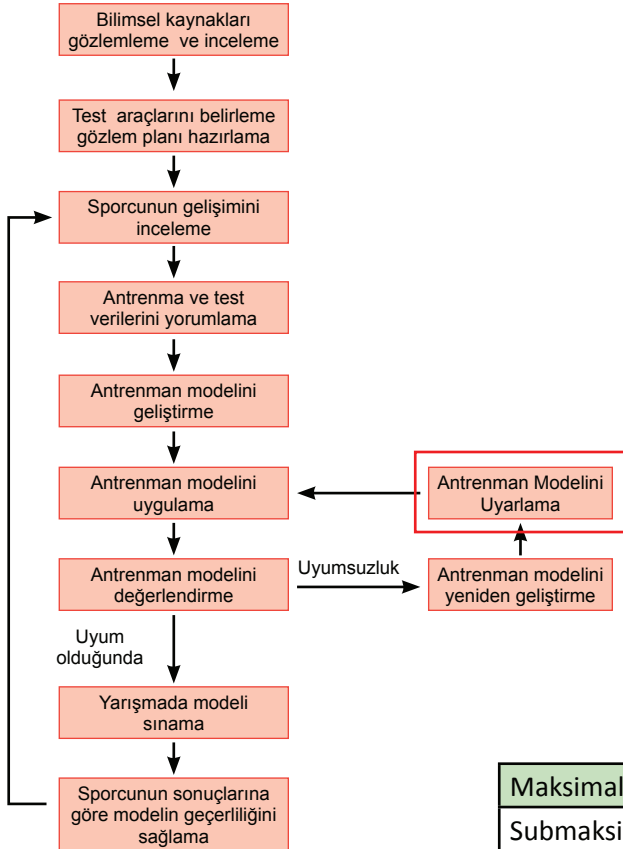 Bilimsel kaynakları
gözlemleme ve inceleme
Test araçlarını belirleme
gözlem planı hazırlama
Sporcunun gelişimini
inceleme
Antrenma ve test
verilerini yorumlama
Antrenman modelini
geliştirme
Antrenman modelini
uygulama
Antrenman Modelini
Uyarlama
Antrenman modelini
değerlendirme
Uyumsuzluk
Antrenman modelini
yeniden geliştirme
Uyum
olduğunda
Yarışmada modeli
sınama
Sporcunun sonuçlarına
göre modelin geçerliliğini
sağlama
Maksimal
Submaksi